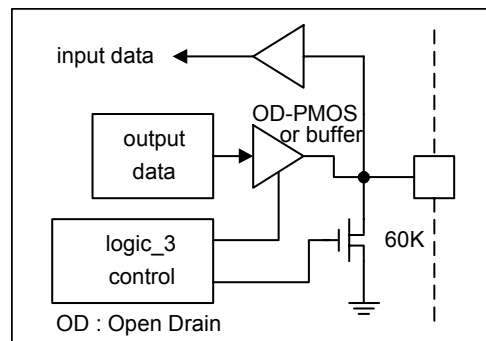 input data
OD-PMOS
or buffer
output
data
60K
logic_3
control
OD : Open Drain